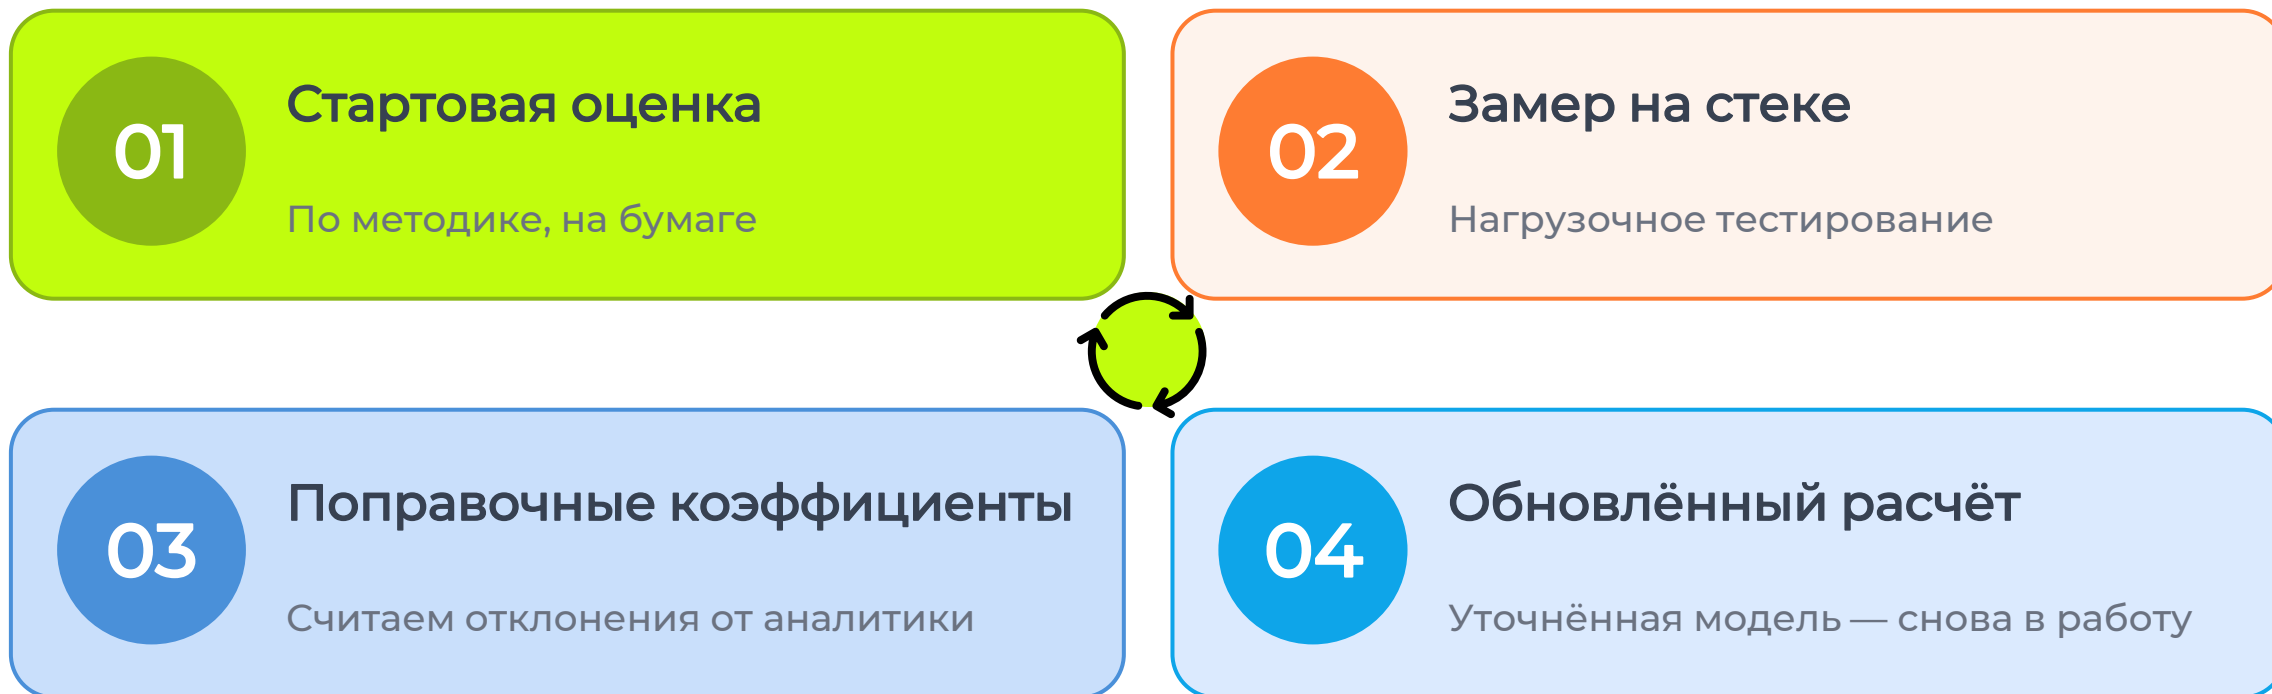 01
Стартовая оценка
По методике, на бумаге
02
Замер на стеке
Нагрузочное тестирование
03
Поправочные коэффициенты
Считаем отклонения от аналитики
04
Обновлённый расчёт
Уточнённая модель — снова в работу